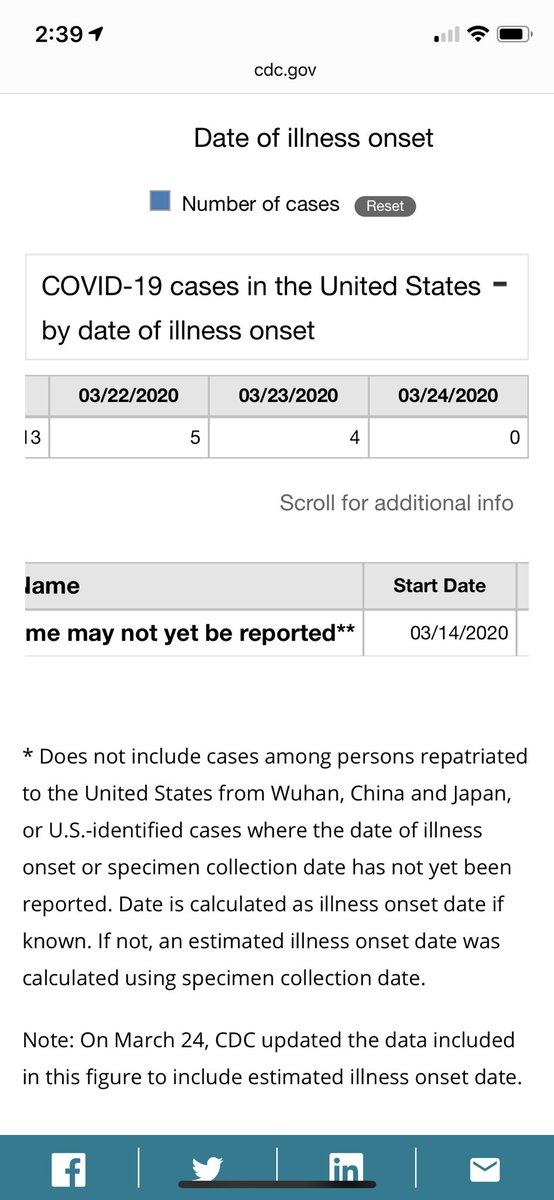 2:39
cdc.gov
Date of illness onset
Number of cases Reset
COVID-19 cases in the United States
by date of illness onset
03/22/2020 03/23/2020 03/24/2020
13 5 4 0
Scroll for additional info
Name Start Date
me may not yet be reported** 03/14/2020
* Does not include cases among persons repatriated
to the United States from Wuhan, China and Japan,
or U.S.-identified cases where the date of illness
onset or specimen collection date has not yet been
reported. Date is calculated as illness onset date if
known. If not, an estimated illness onset date was
calculated using specimen collection date.
Note: On March 24, CDC updated the data included
in this figure to include estimated illness onset date.